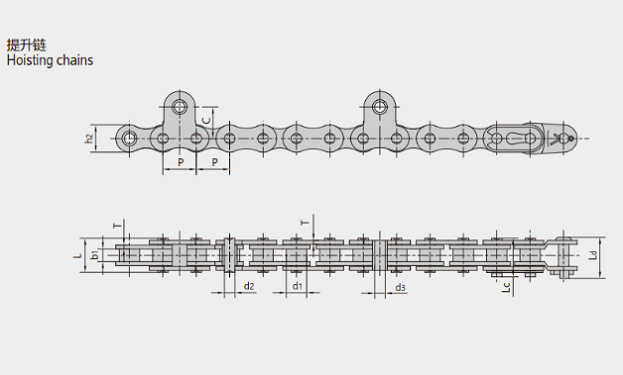 提升链
Hoisting chains
C
h2
P P
T T
L b1 Ld
d2 d1 d3 Lc